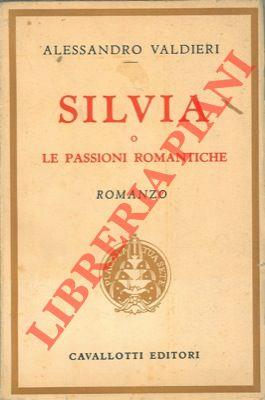 ALESSANDRO VALDIERI
SILVIA
o
LE PASSIONI ROMANTICHE
ROMANZO
CAVALLOTTI EDITORI
LIBRERIA PIANI